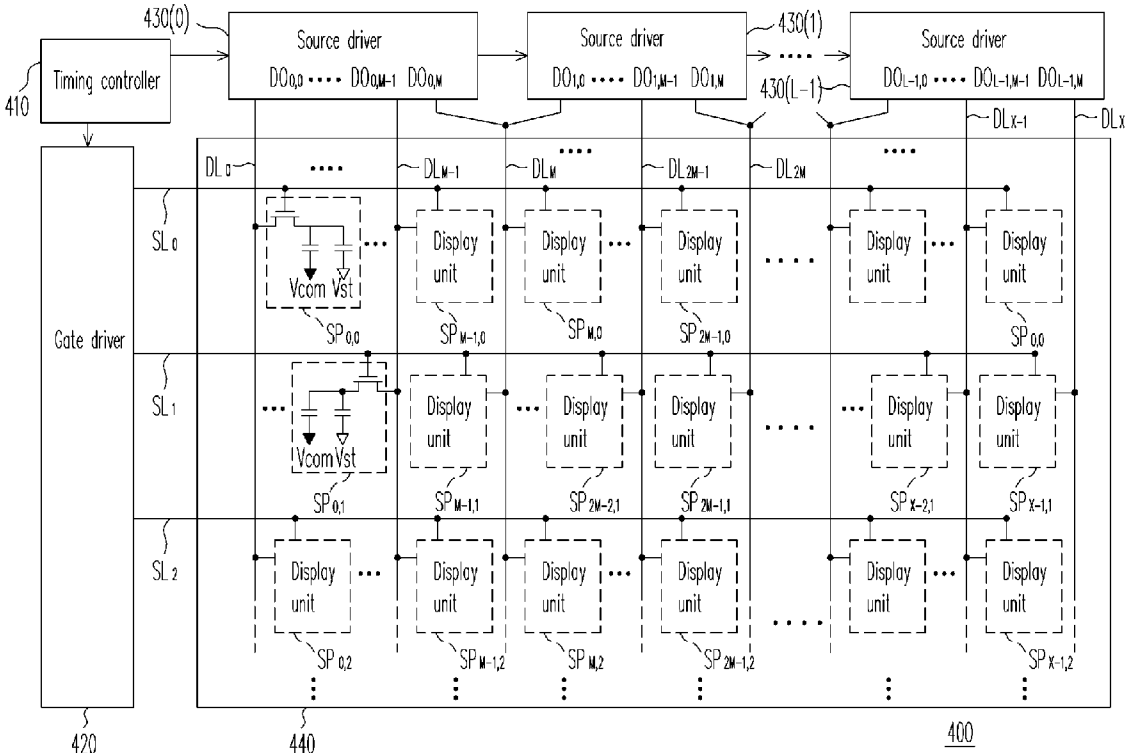 430(0)
Source driver
DO0,0 •••• DO0,M-1 DO0,M
Source driver
DO1,0 •••• DO1,M-1 DO1,M
430(1)
••••
Source driver
DOL-1,0 •••• DOL-1,M-1 DOL-1,M
Timing controller
410
430(L-1)
DLX-1
DLX
DL0
••••
DLM-1
DLM
••••
DL2M-1
DL2M
••••
SL0
Vcom Vst
•••
Display unit
Display unit
•••
Display unit
••••
Display unit
•••
Display unit
SP0,0
SPM-1,0
SPM,0
SP2M-1,0
SP0,0
Gate driver
SL1
•••
Vcom Vst
Display unit
•••
Display unit
Display unit
••••
Display unit
•••
Display unit
SP0,1
SPM-1,1
SP2M-2,1
SP2M-1,1
SPX-2,1
SPX-1,1
SL2
Display unit
•••
Display unit
Display unit
•••
Display unit
••••
Display unit
•••
Display unit
SP0,2
SPM-1,2
SPM,2
SP2M-1,2
SPX-1,2
420
440
400